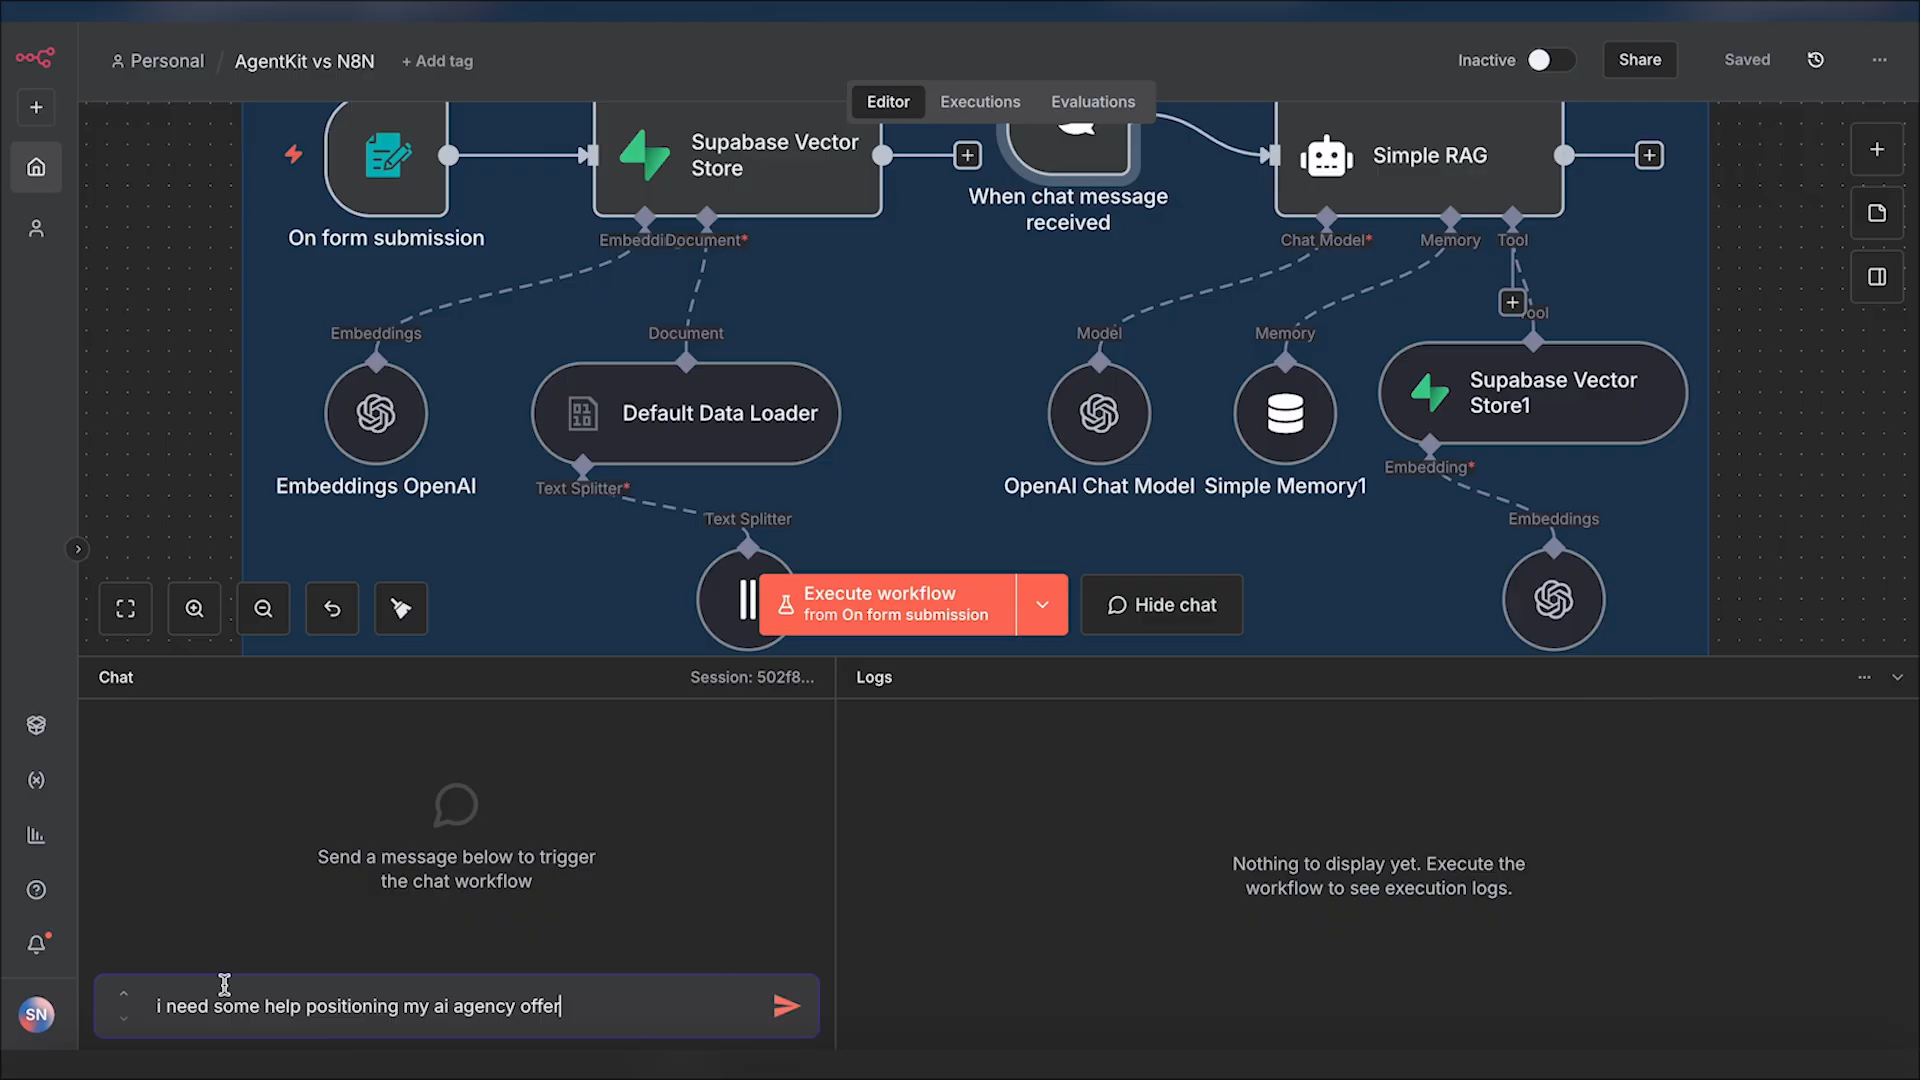 Personal / AgentKit vs N8N + Add tag
Inactive
Share
Saved
Editor
Executions
Evaluations
Supabase Vector
Store
Simple RAG
On form submission
When chat message
received
Embeddi
Document*
Chat Model*
Memory
Tool
Embeddings
Document
Model
Memory
Tool
Default Data Loader
Supabase Vector
Store1
Embeddings OpenAI
Text Splitter*
OpenAI Chat Model
Simple Memory1
Embedding*
Text Splitter
Embeddings
Execute workflow
from On form submission
Hide chat
Chat
Session: 502f8...
Logs
Send a message below to trigger
the chat workflow
Nothing to display yet. Execute the
workflow to see execution logs.
i need some help positioning my ai agency offer
SN